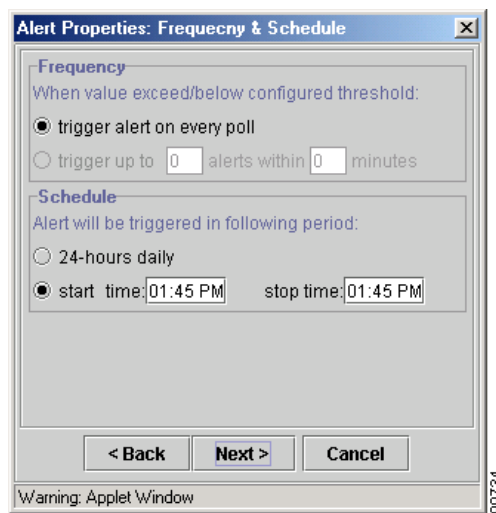 Alert Properties: Frequecny & Schedule
Frequency
When value exceed/below configured threshold:
trigger alert on every poll
trigger up to 0 alerts within 0 minutes
Schedule
Alert will be triggered in following period:
24-hours daily
start time: 01:45 PM stop time: 01:45 PM
< Back Next > Cancel
Warning: Applet Window